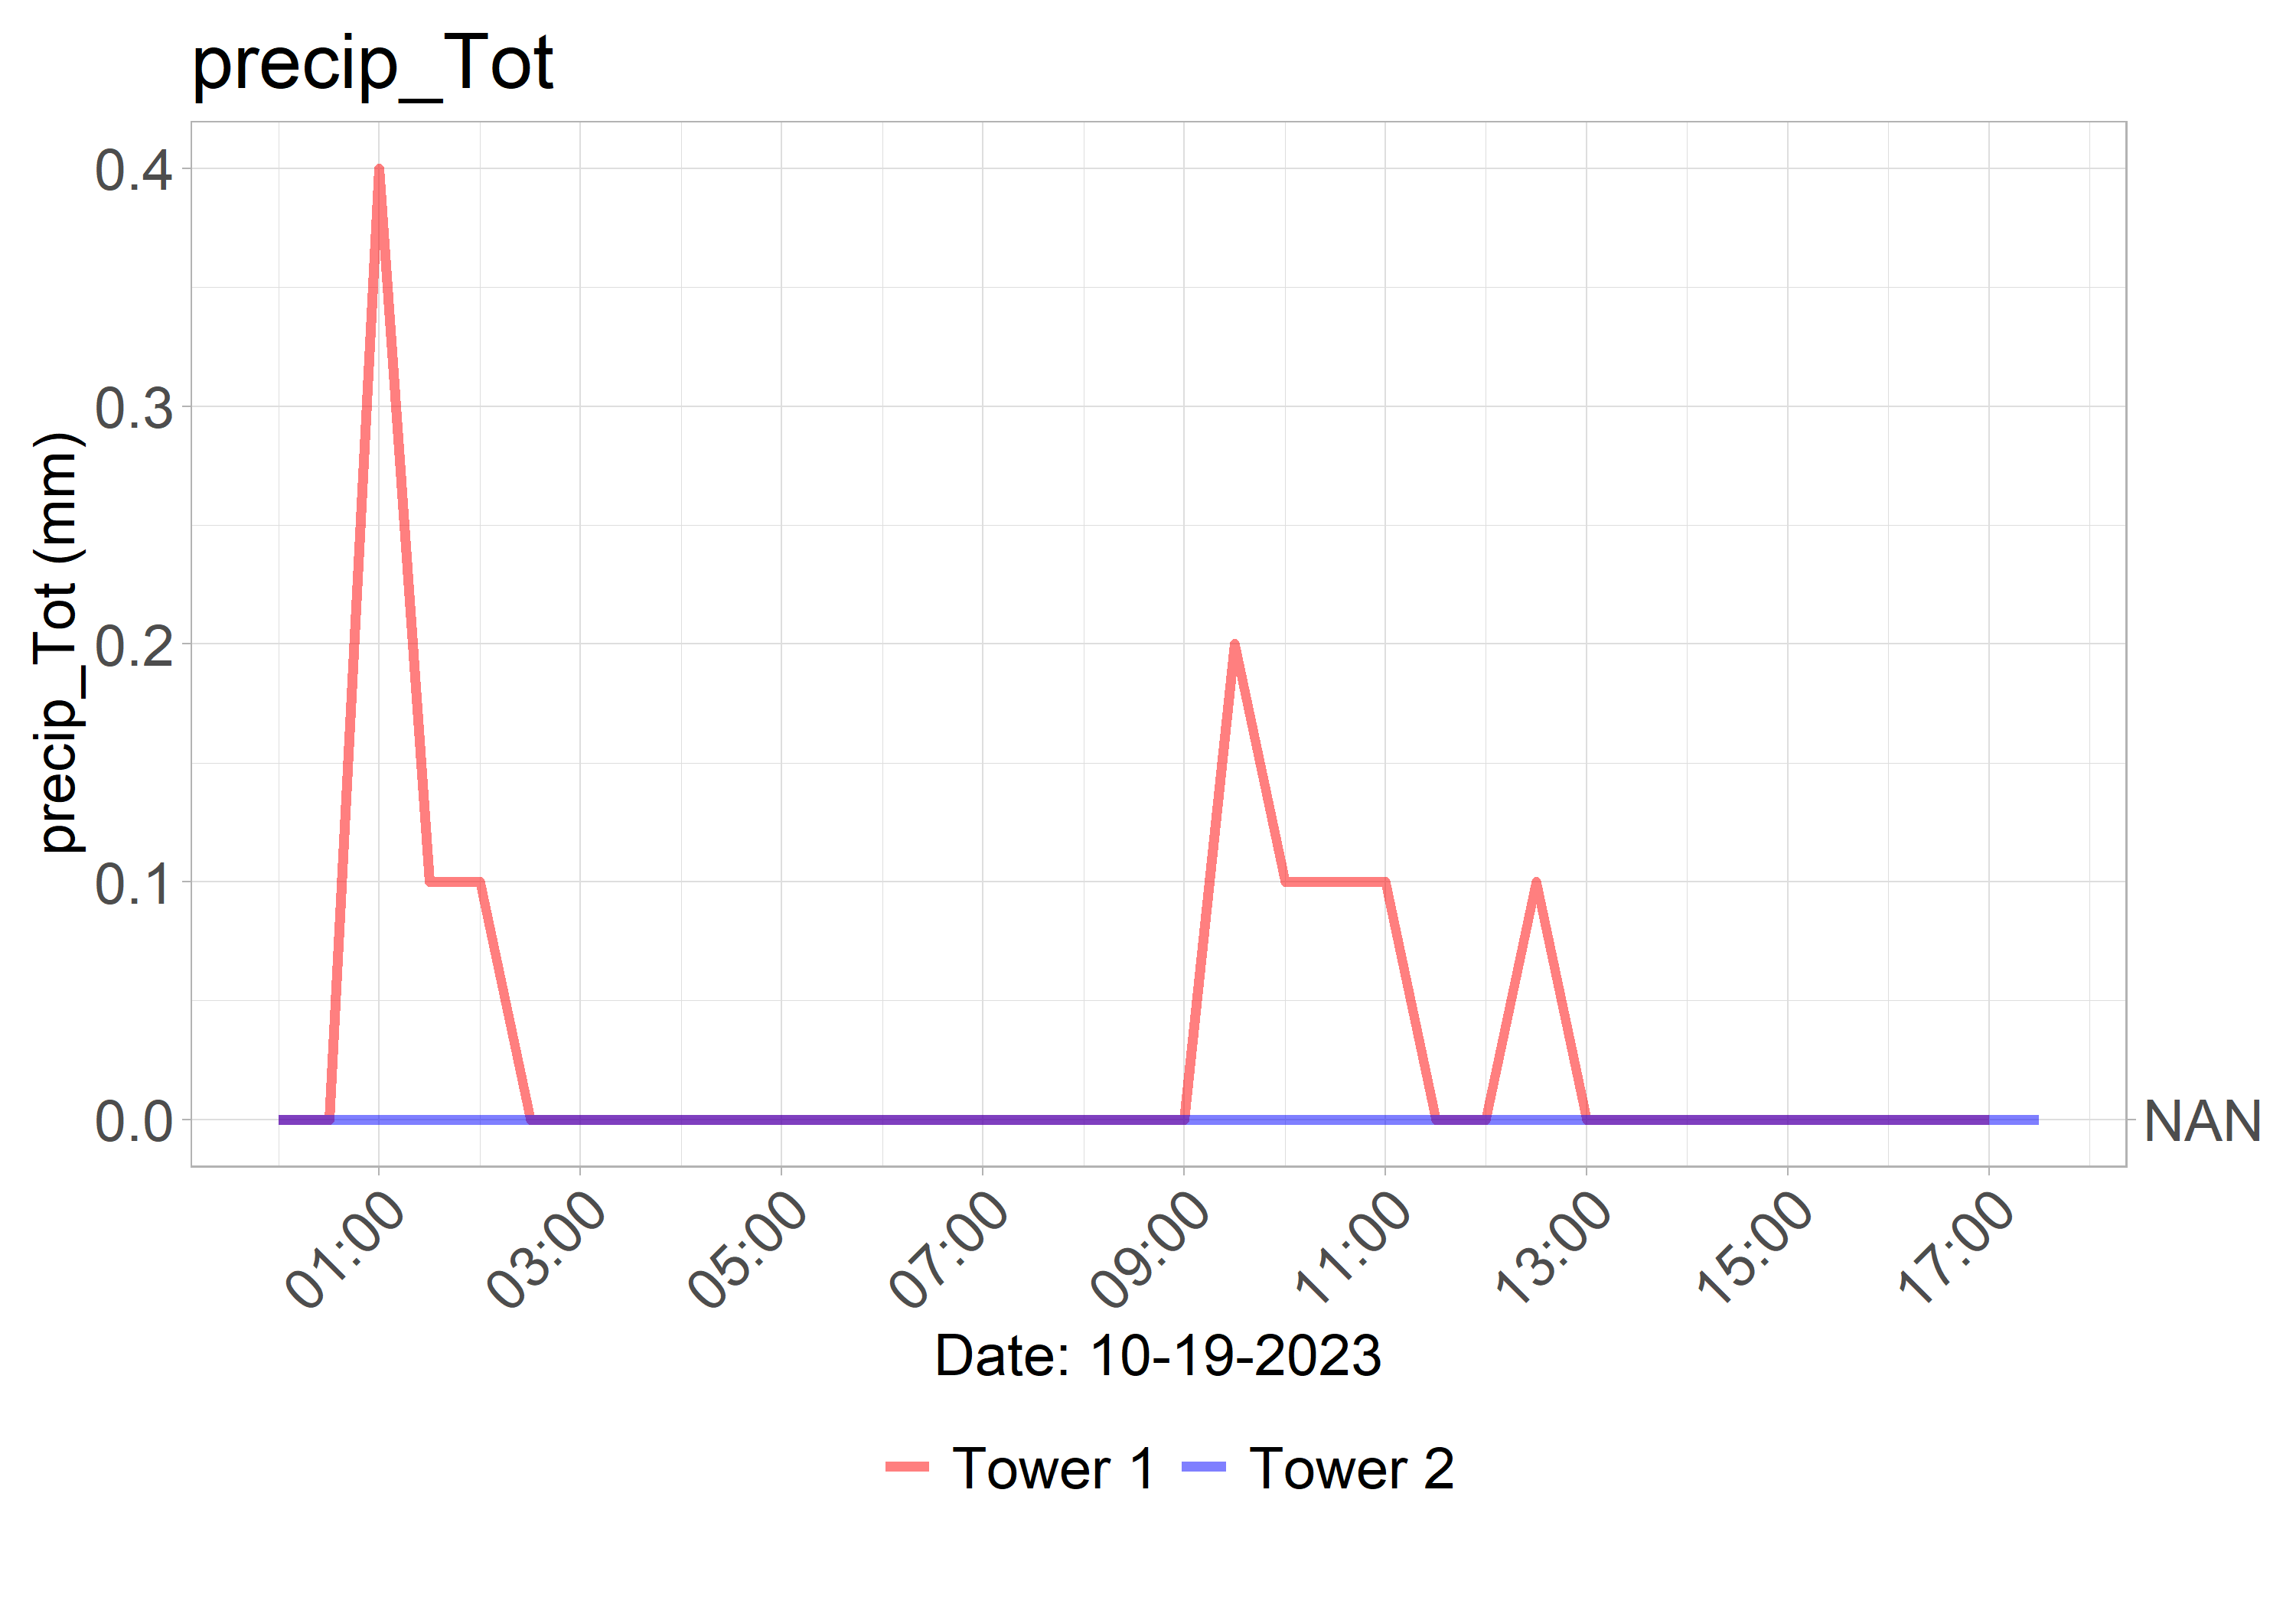 precip_Tot
precip_Tot (mm)
0.4
0.3
0.2
0.1
0.0
NAN
01:00 03:00 05:00 07:00 09:00 11:00 13:00 15:00 17:00
Date: 10-19-2023
Tower 1 Tower 2